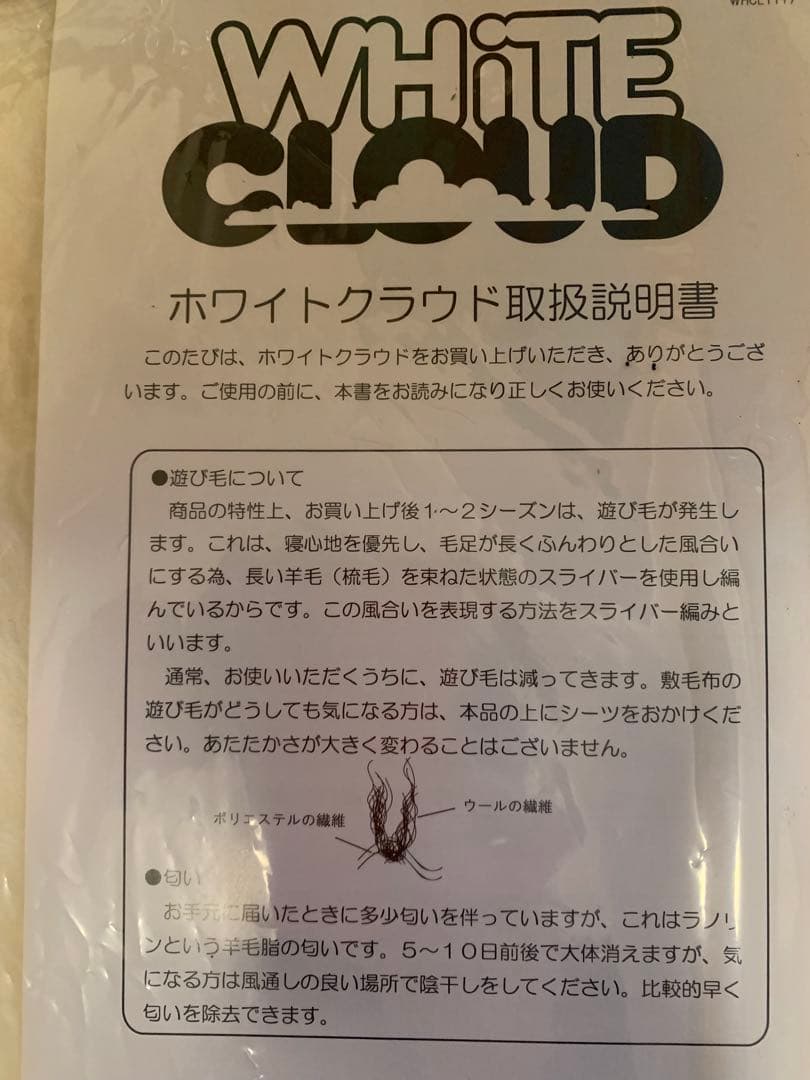 WHiTE
CLOUD
ホワイトクラウド取扱説明書
このたびは、ホワイトクラウドをお買い上げいただき、ありがとうござ
います。ご使用の前に、本書をお読みになり正しくお使いください。
●遊び毛について
商品の特性上、お買い上げ後1～2シーズンは、遊び毛が発生し
ます。これは、寝心地を優先し、毛足が長くふんわりとした風合い
にする為、長い羊毛（梳毛）を束ねた状態のスライバーを使用し編
んでいるからです。この風合いを表現する方法をスライバー編みと
いいます。
通常、お使いいただくうちに、遊び毛は減ってきます。敷毛布の
遊び毛がどうしても気になる方は、本品の上にシーツをおかけくだ
さい。あたたかさが大きく変わることはございません。
ウールの繊維
ポリエステルの繊維
●匂い
お手元に届いたときに多少匂いを伴っていますが、これはラノリ
ンという羊毛脂の匂いです。５～１０日前後で大体消えますが、気
になる方は風通しの良い場所で陰干しをしてください。比較的早く
匂いを除去できます。